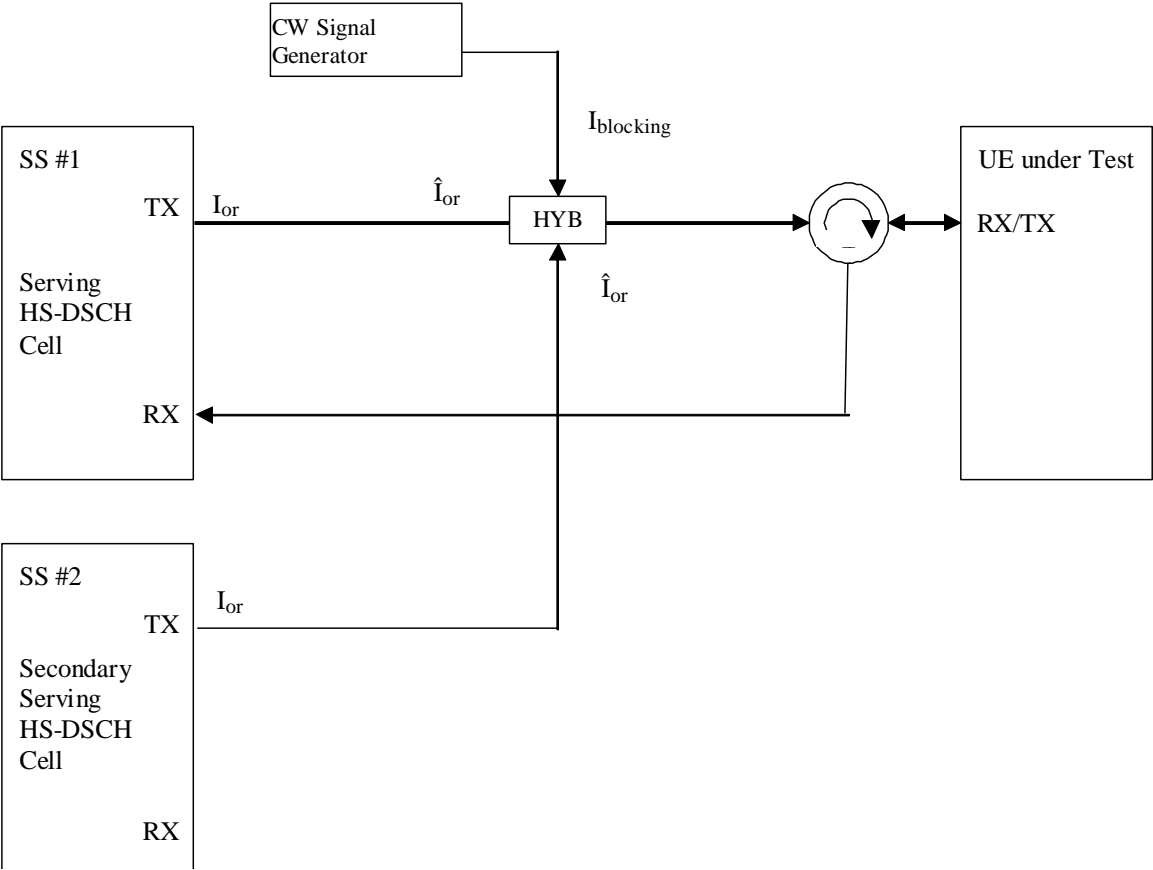 CW Signal
Generator
I_blocking
SS #1
UE under Test
TX
I_or
Î_or
HYB
RX/TX
Î_or
Serving
HS-DSCH
Cell
RX
SS #2
I_or
TX
Secondary
Serving
HS-DSCH
Cell
RX